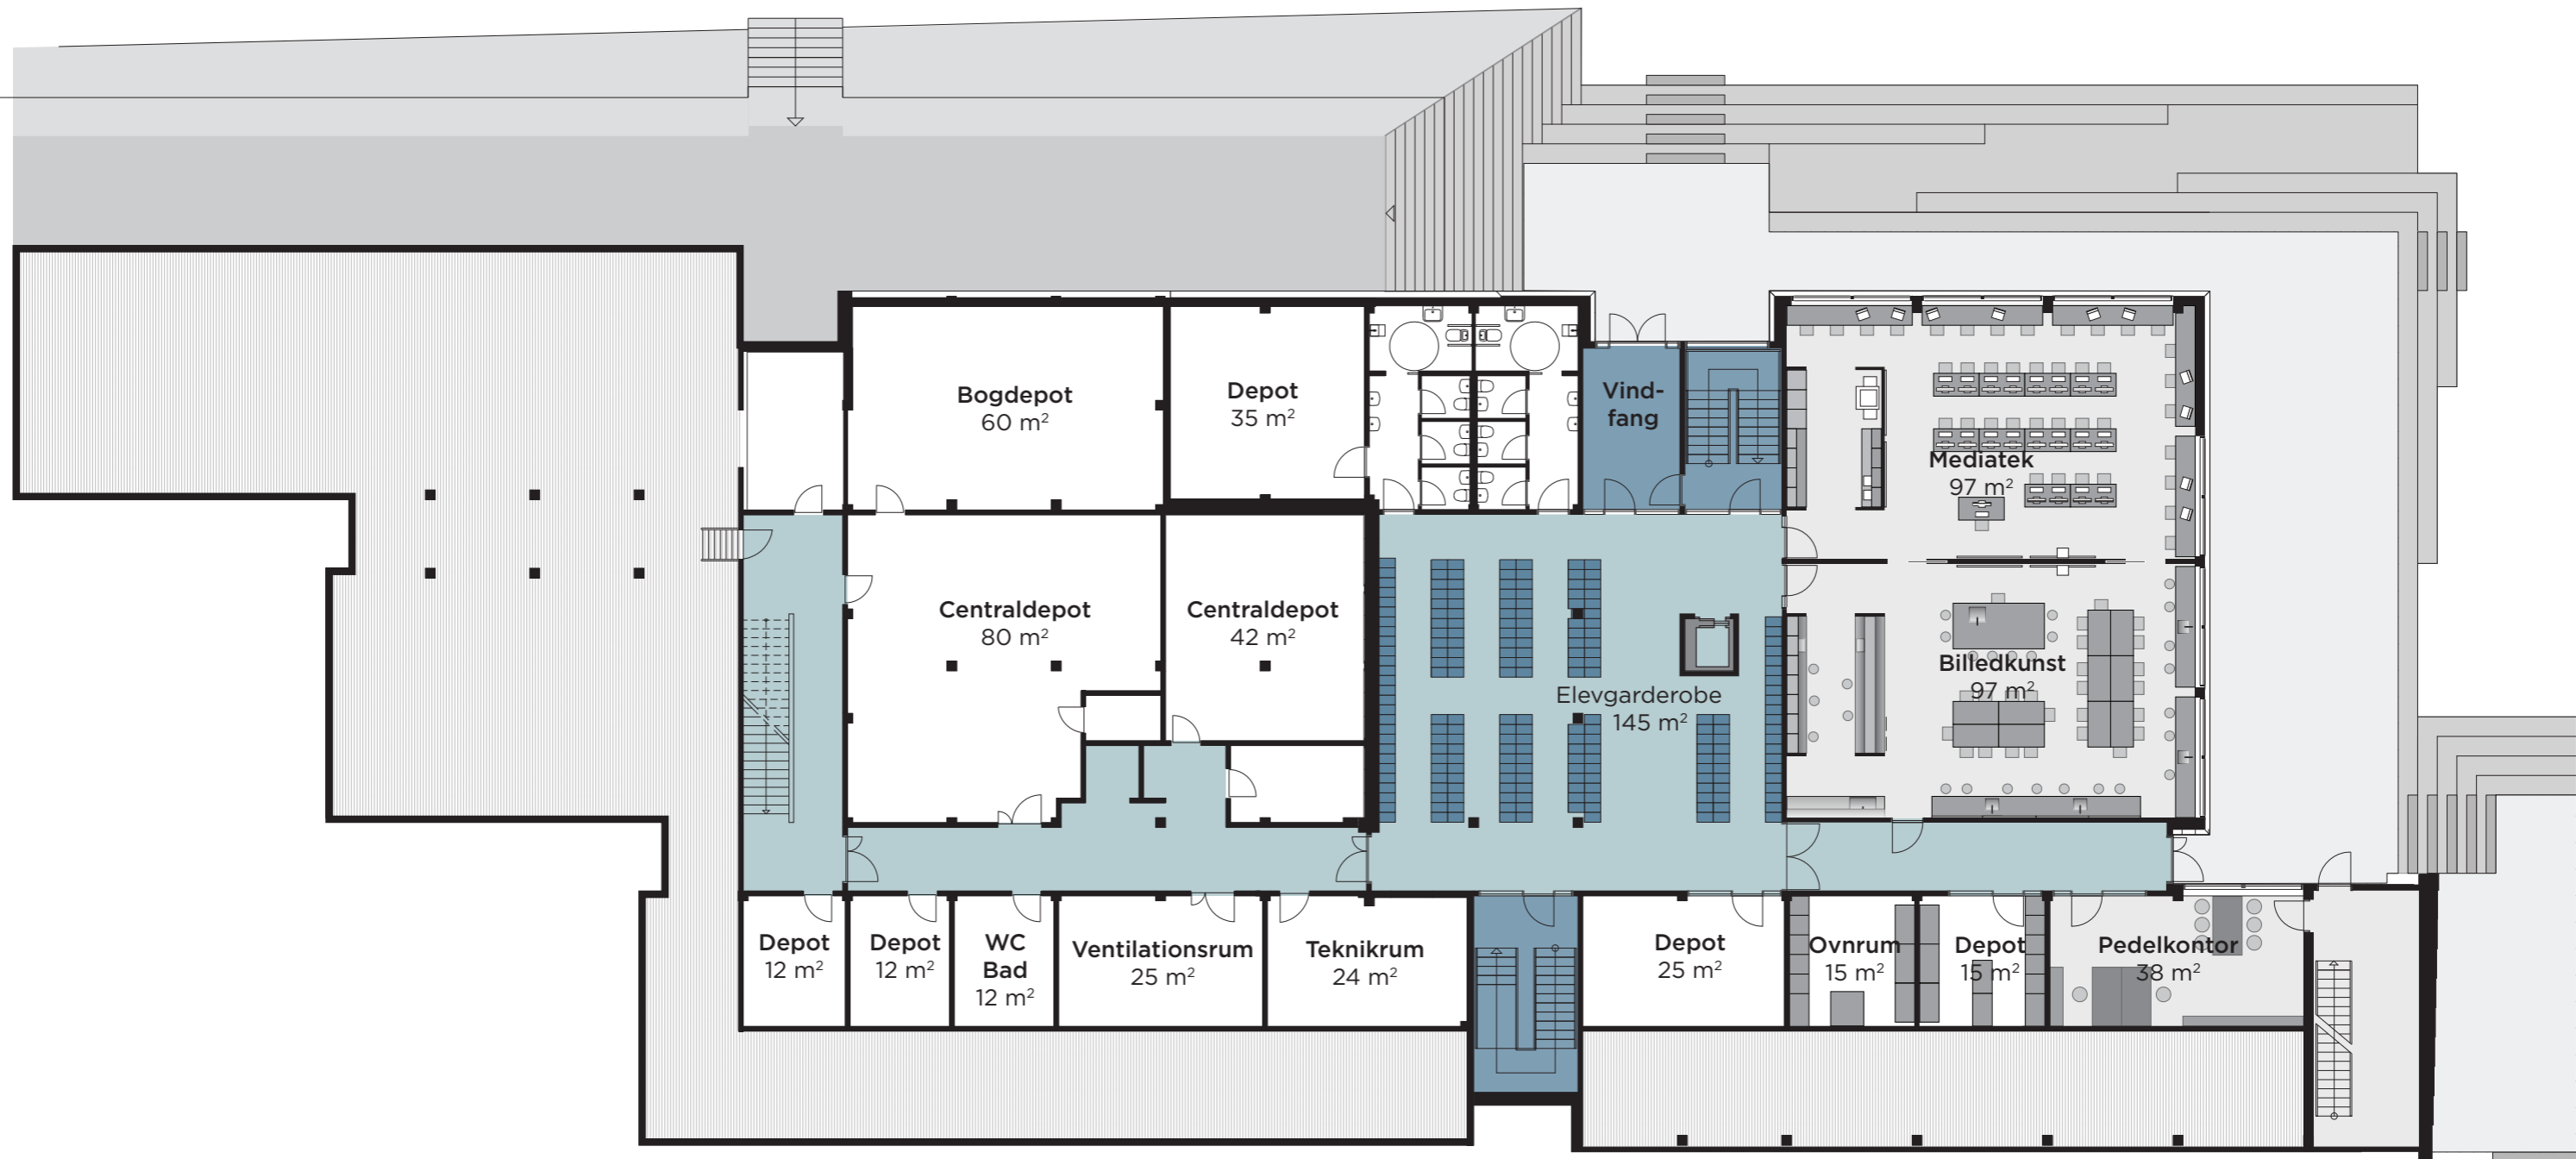 Bogdepot
60 m²
Depot
35 m²
Vind-
fang
Mediatek
97 m²
Centraldepot
80 m²
Centraldepot
42 m²
Elevgarderobe
145 m²
Billedkunst
97 m²
Depot
12 m²
Depot
12 m²
WC
Bad
12 m²
Ventilationsrum
25 m²
Teknikrum
24 m²
Depot
25 m²
Ovnrum
15 m²
Depot
15 m²
Pedelkontor
38 m²